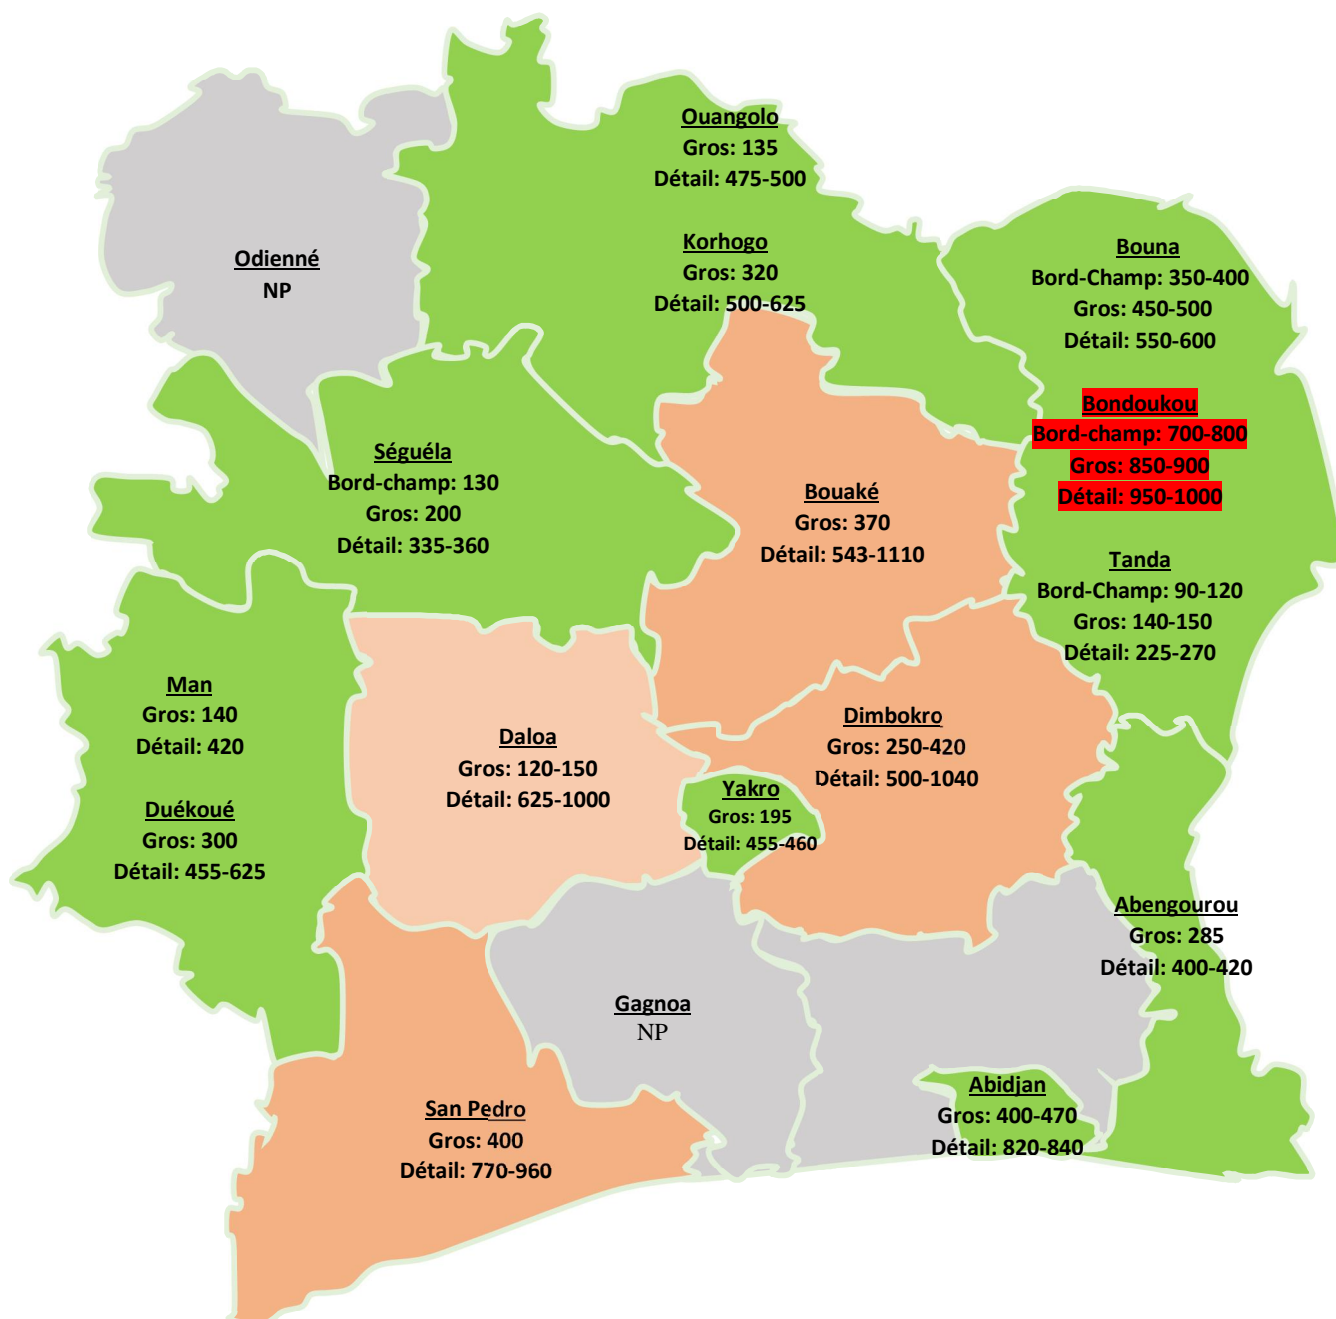 Ouangolo
Gros: 135
Détail: 475-500
Korhogo
Gros: 320
Détail: 500-625
Odienné
NP
Bouna
Bord-Champ: 350-400
Gros: 450-500
Détail: 550-600
Bondoukou
Bord-champ: 700-800
Gros: 850-900
Détail: 950-1000
Séguéla
Bord-champ: 130
Gros: 200
Détail: 335-360
Bouaké
Gros: 370
Détail: 543-1110
Tanda
Bord-Champ: 90-120
Gros: 140-150
Détail: 225-270
Man
Gros: 140
Détail: 420
Duékoué
Gros: 300
Détail: 455-625
Daloa
Gros: 120-150
Détail: 625-1000
Dimbokro
Gros: 250-420
Détail: 500-1040
Yakro
Gros: 195
Détail: 455-460
Abengourou
Gros: 285
Détail: 400-420
Gagnoa
NP
San Pedro
Gros: 400
Détail: 770-960
Abidjan
Gros: 400-470
Détail: 820-840